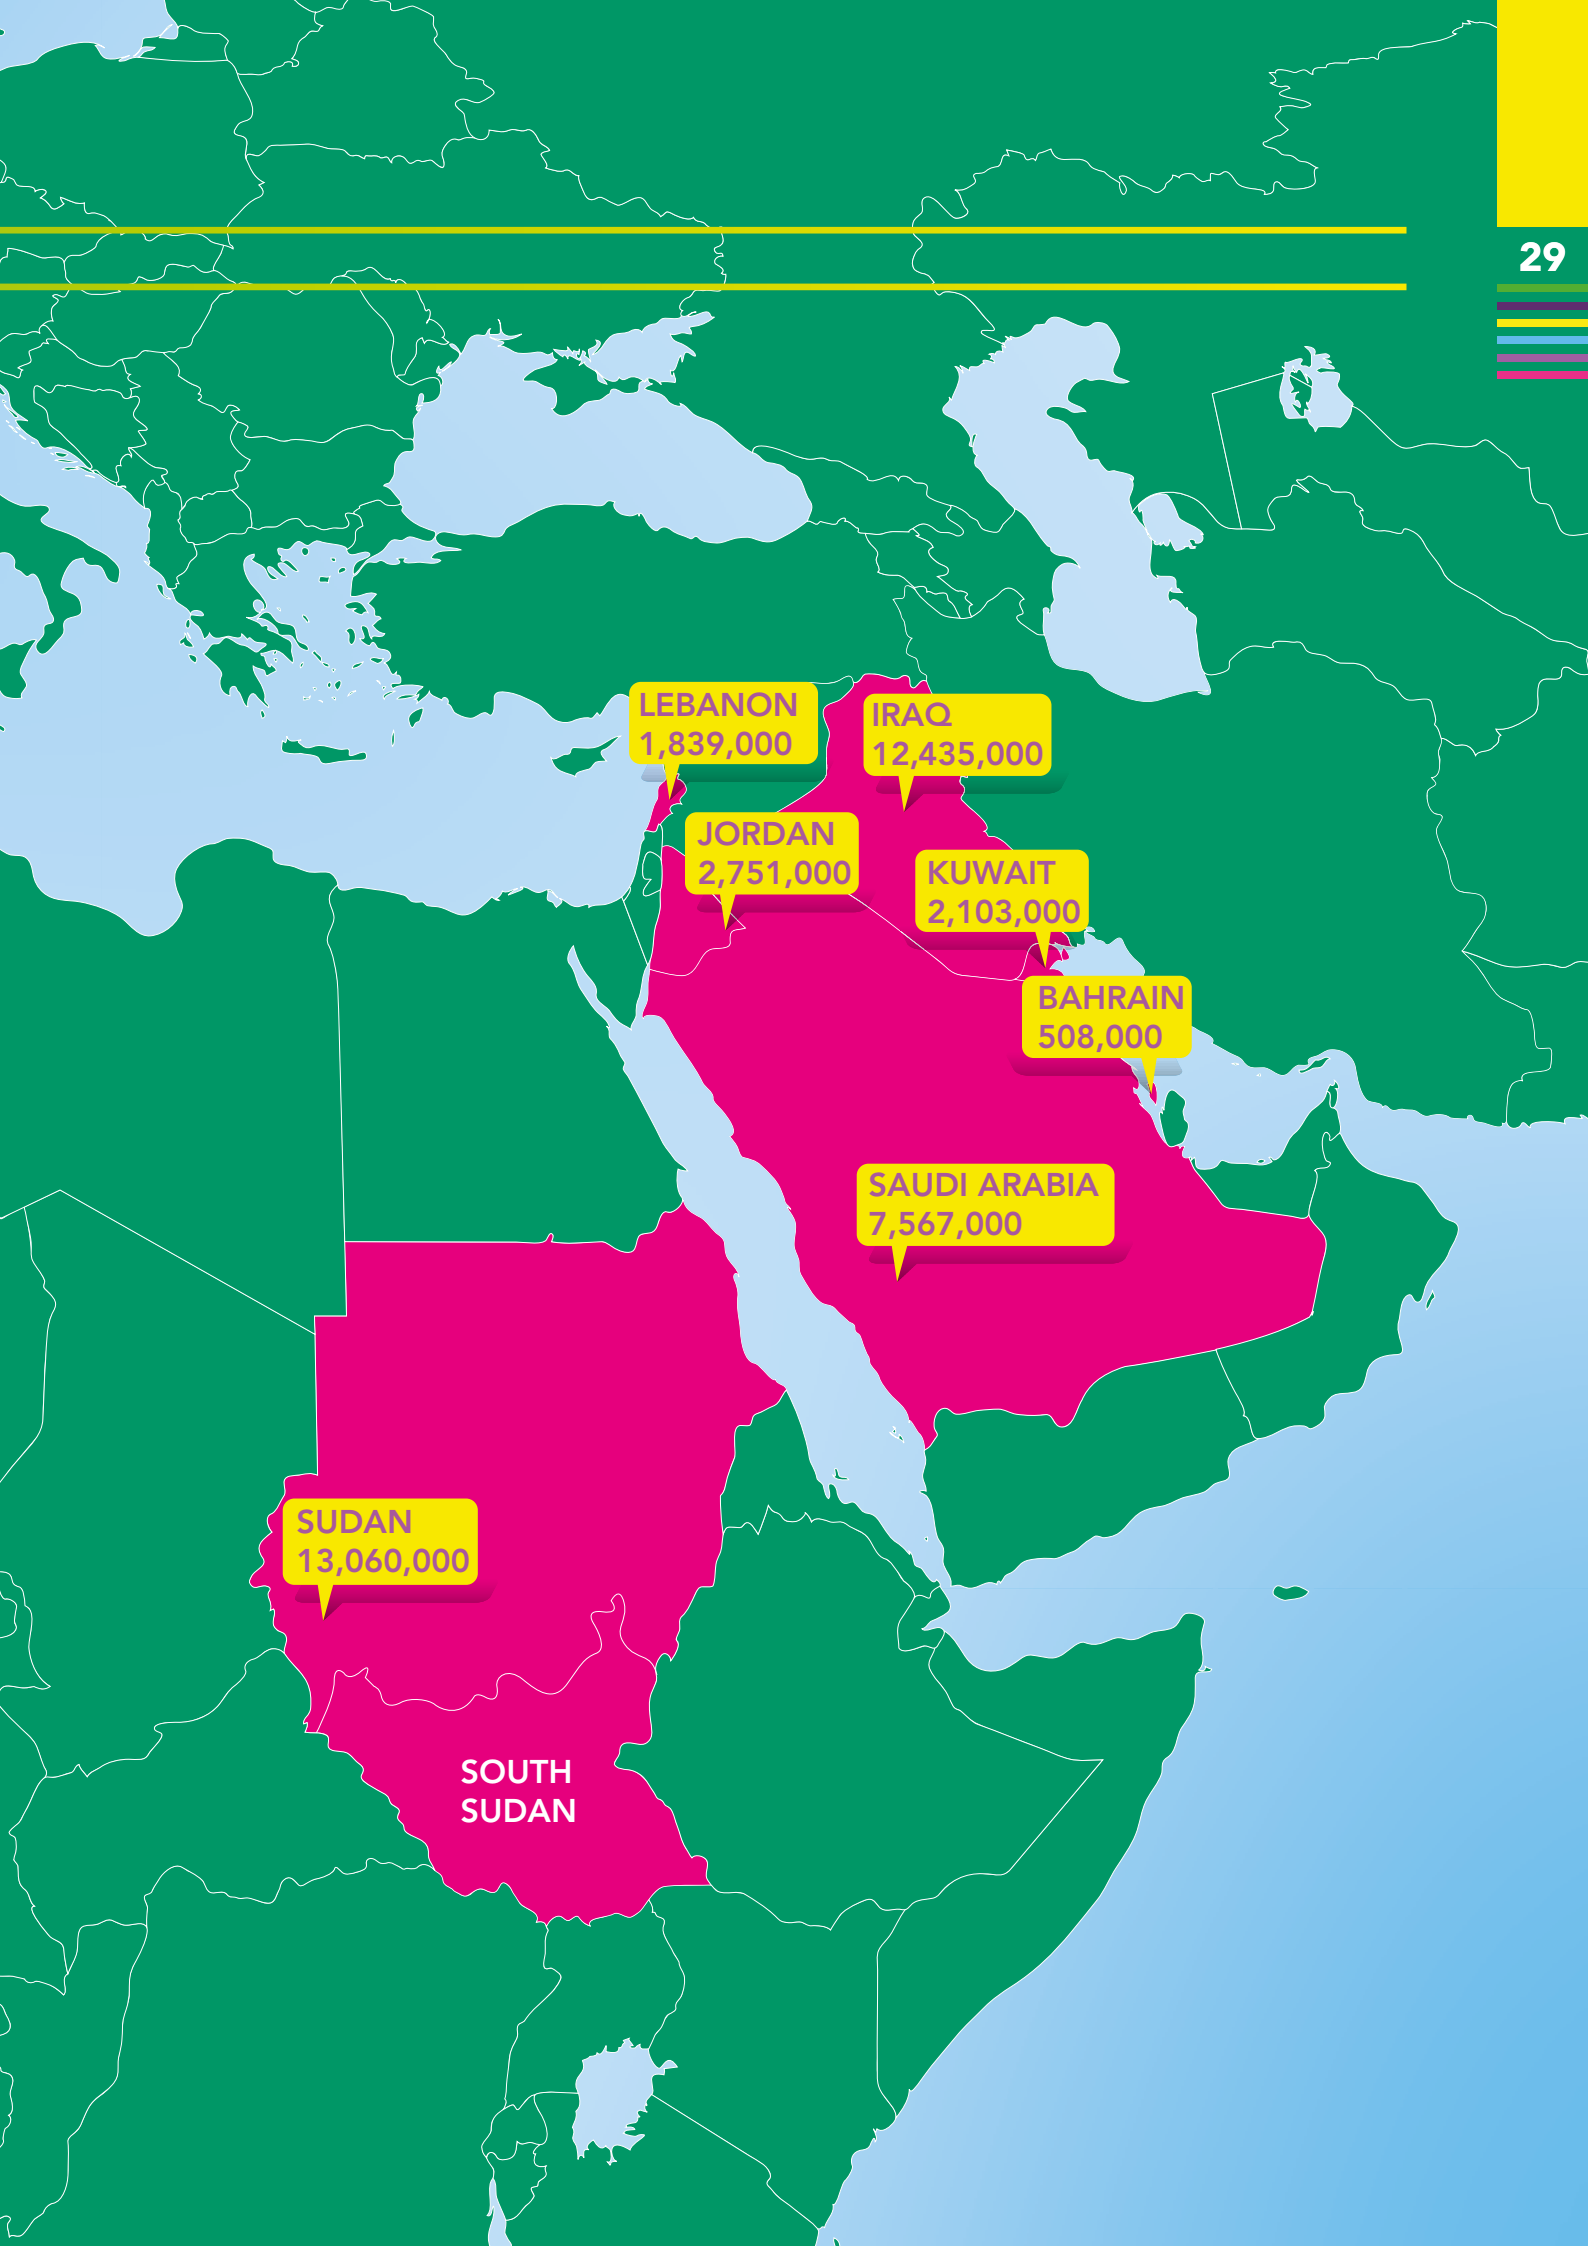 29
LEBANON
1,839,000
IRAQ
12,435,000
JORDAN
2,751,000
KUWAIT
2,103,000
BAHRAIN
508,000
SAUDI ARABIA
7,567,000
SUDAN
13,060,000
SOUTH
SUDAN